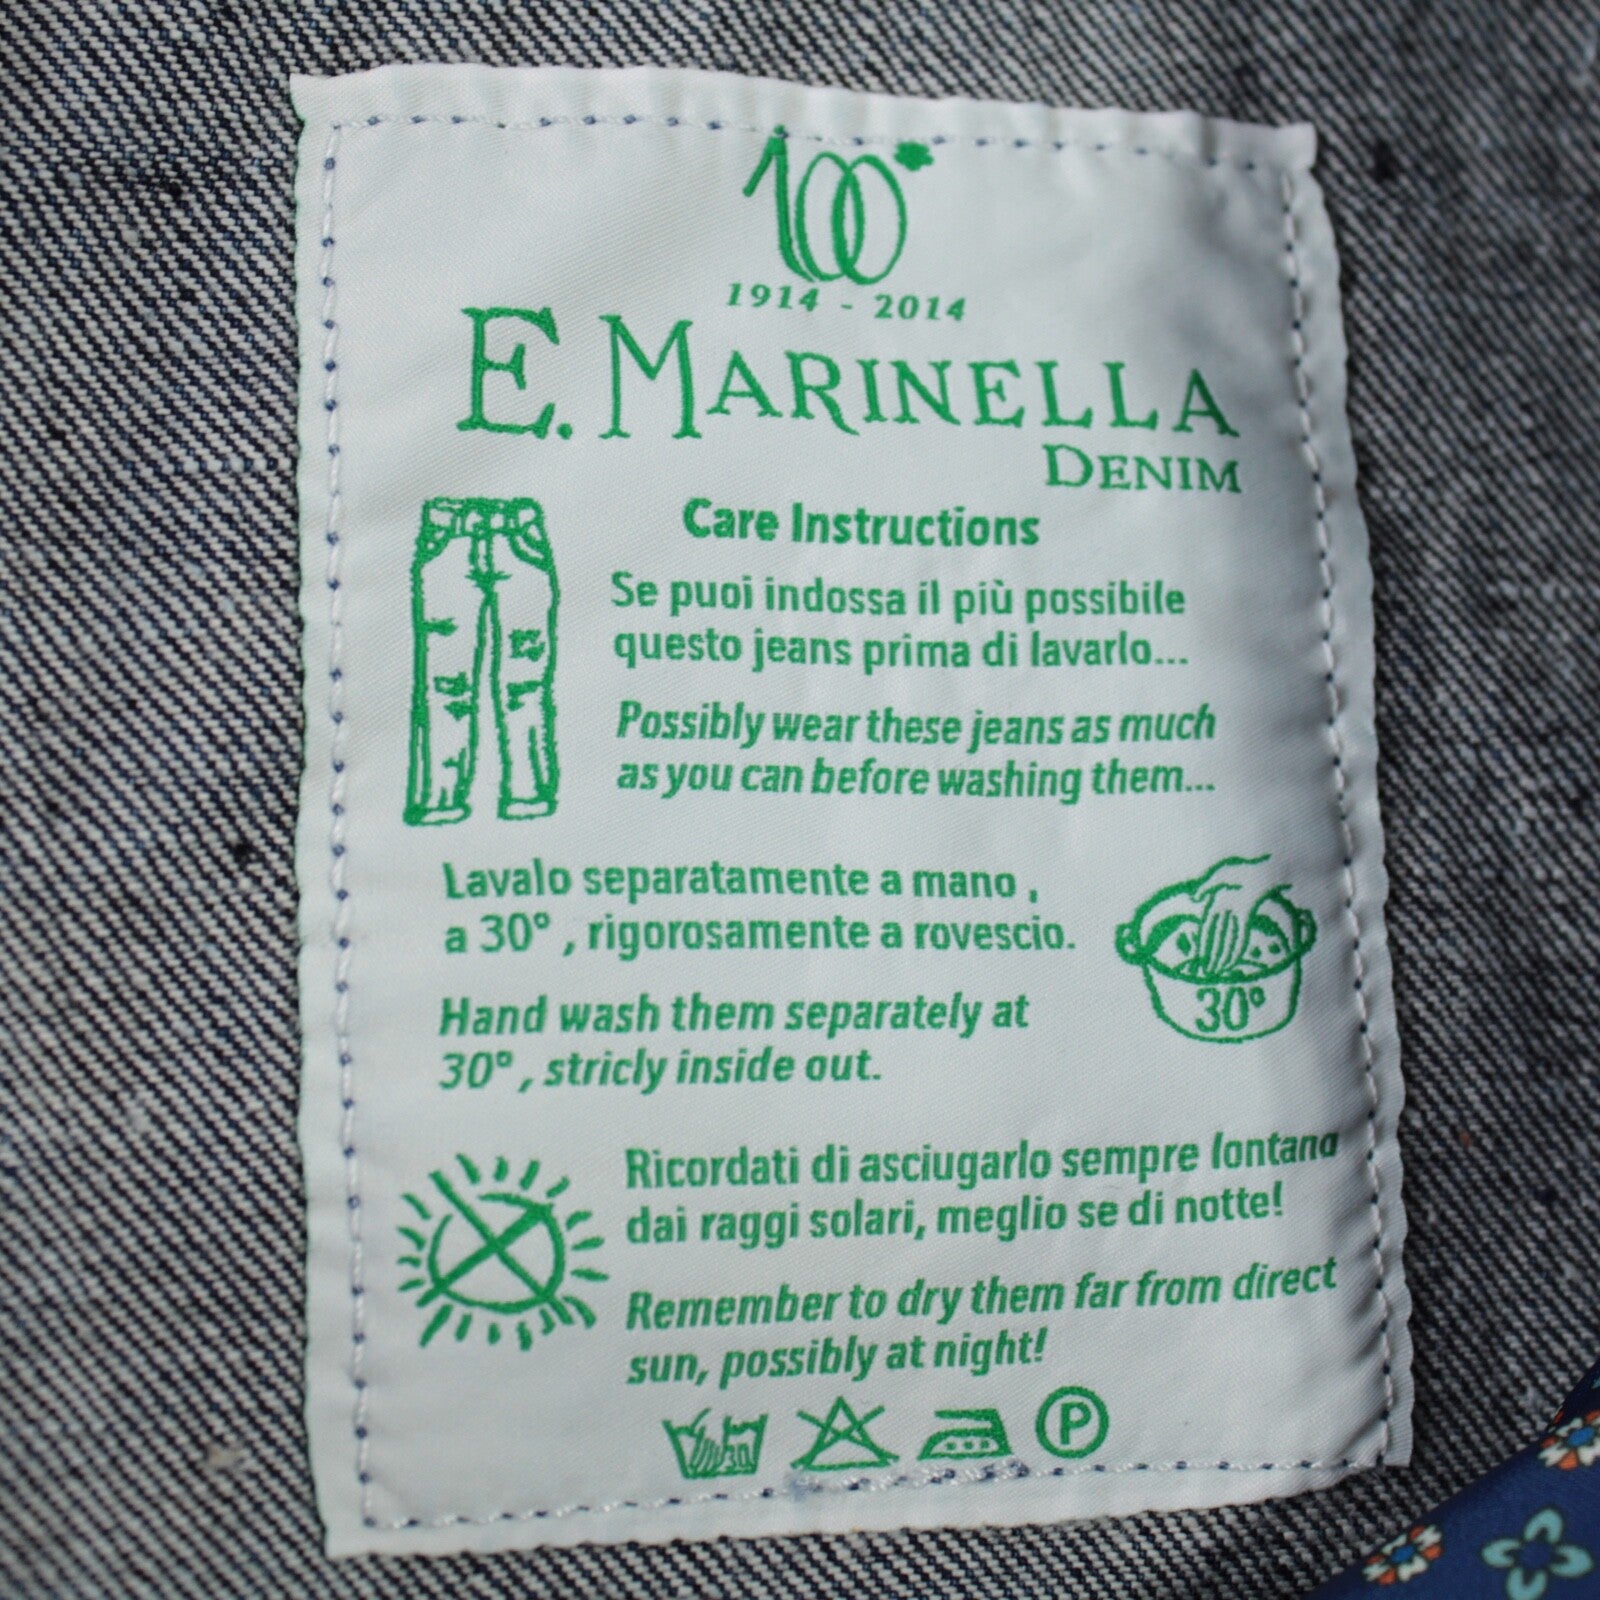 100
1914 - 2014
E. MARINELLA
DENIM
Care Instructions
Se puoi indossa il più possibile
questo jeans prima di lavarlo...
Possibly wear these jeans as much
as you can before washing them...
Lavalo separatamente a mano ,
a 30° , rigorosamente a rovescio.
30°
Hand wash them separately at
30° , stricly inside out.
Ricordati di asciugarlo sempre lontano
dai raggi solari, meglio se di notte!
Remember to dry them far from direct
sun, possibly at night!
30 P